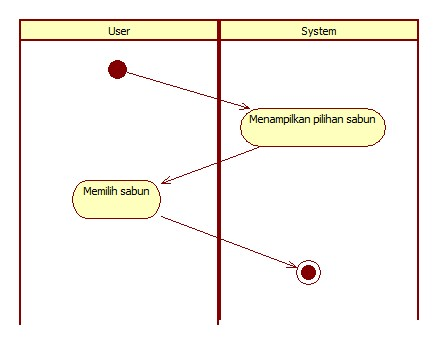 User
System
Menampilkan pilihan sabun
Memilih sabun